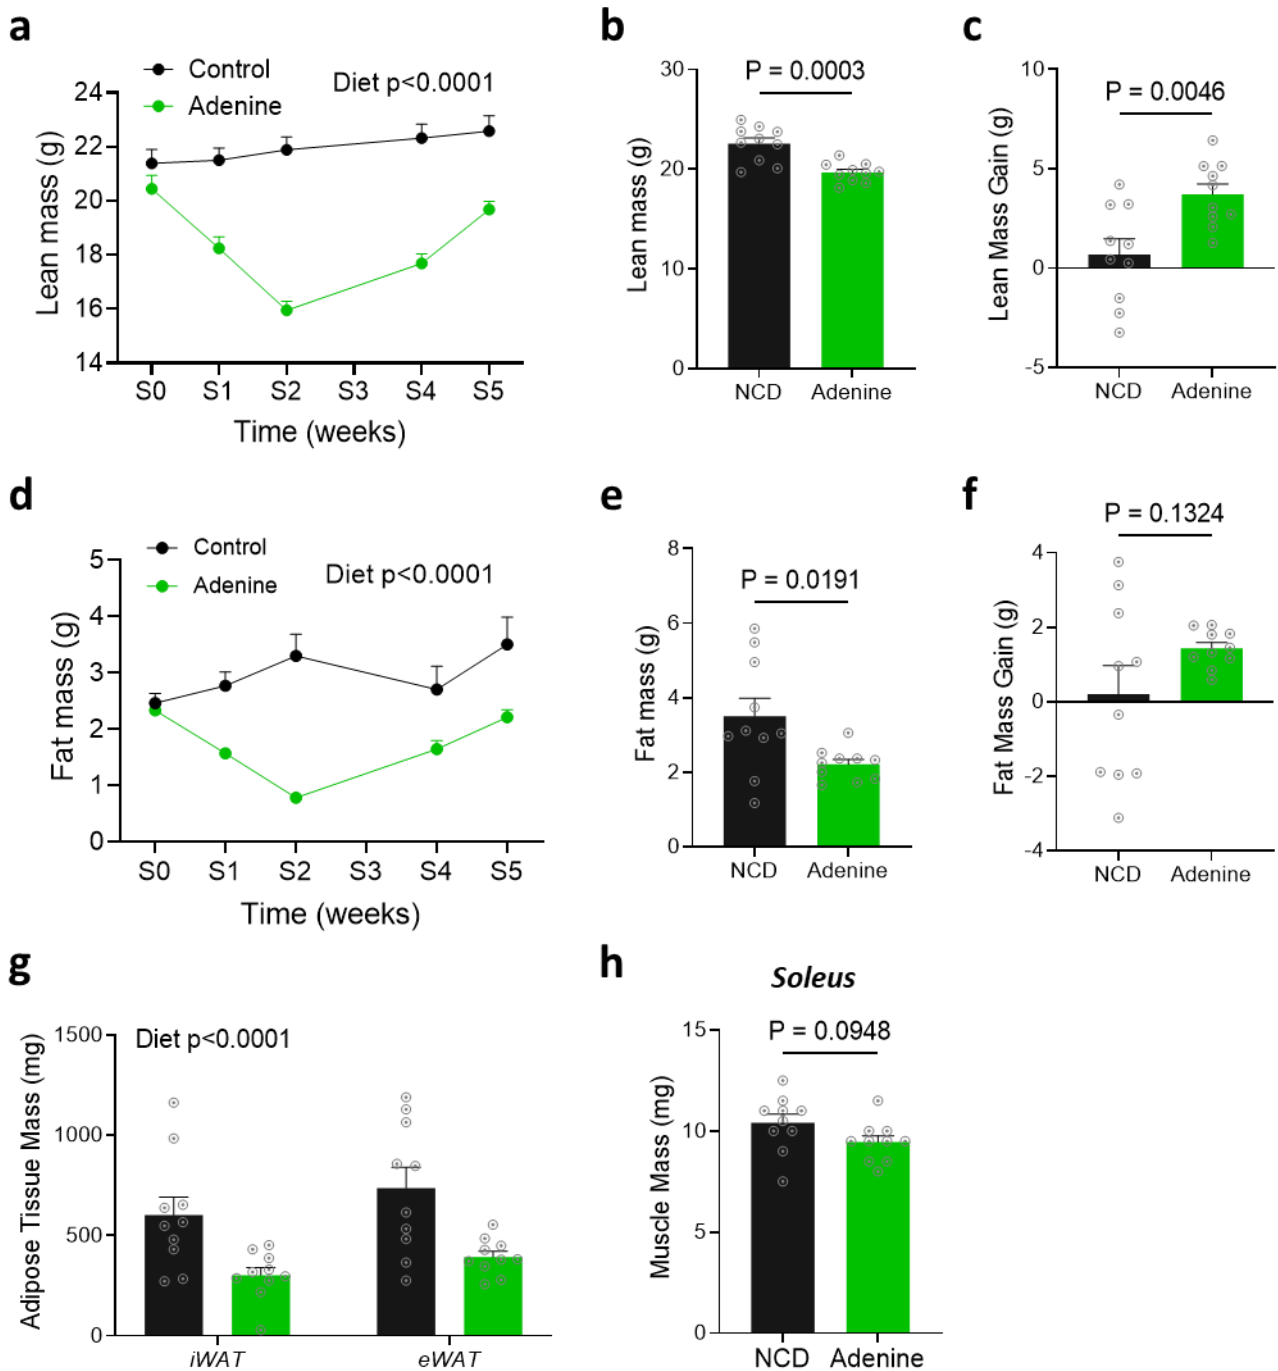 a
Control
Adenine
Diet p<0.0001
Lean mass (g)
24
22
20
18
16
14
S0 S1 S2 S3 S4 S5
Time (weeks)
b
P = 0.0003
Lean mass (g)
30
20
10
0
NCD Adenine
c
P = 0.0046
Lean Mass Gain (g)
10
5
0
-5
NCD Adenine
d
Control
Adenine
Diet p<0.0001
Fat mass (g)
5
4
3
2
1
0
S0 S1 S2 S3 S4 S5
Time (weeks)
e
P = 0.0191
Fat mass (g)
8
6
4
2
0
NCD Adenine
f
P = 0.1324
Fat Mass Gain (g)
4
2
0
-2
-4
NCD Adenine
g
Diet p<0.0001
Adipose Tissue Mass (mg)
1500
1000
500
0
iWAT eWAT
h
Soleus
P = 0.0948
Muscle Mass (mg)
15
10
5
0
NCD Adenine